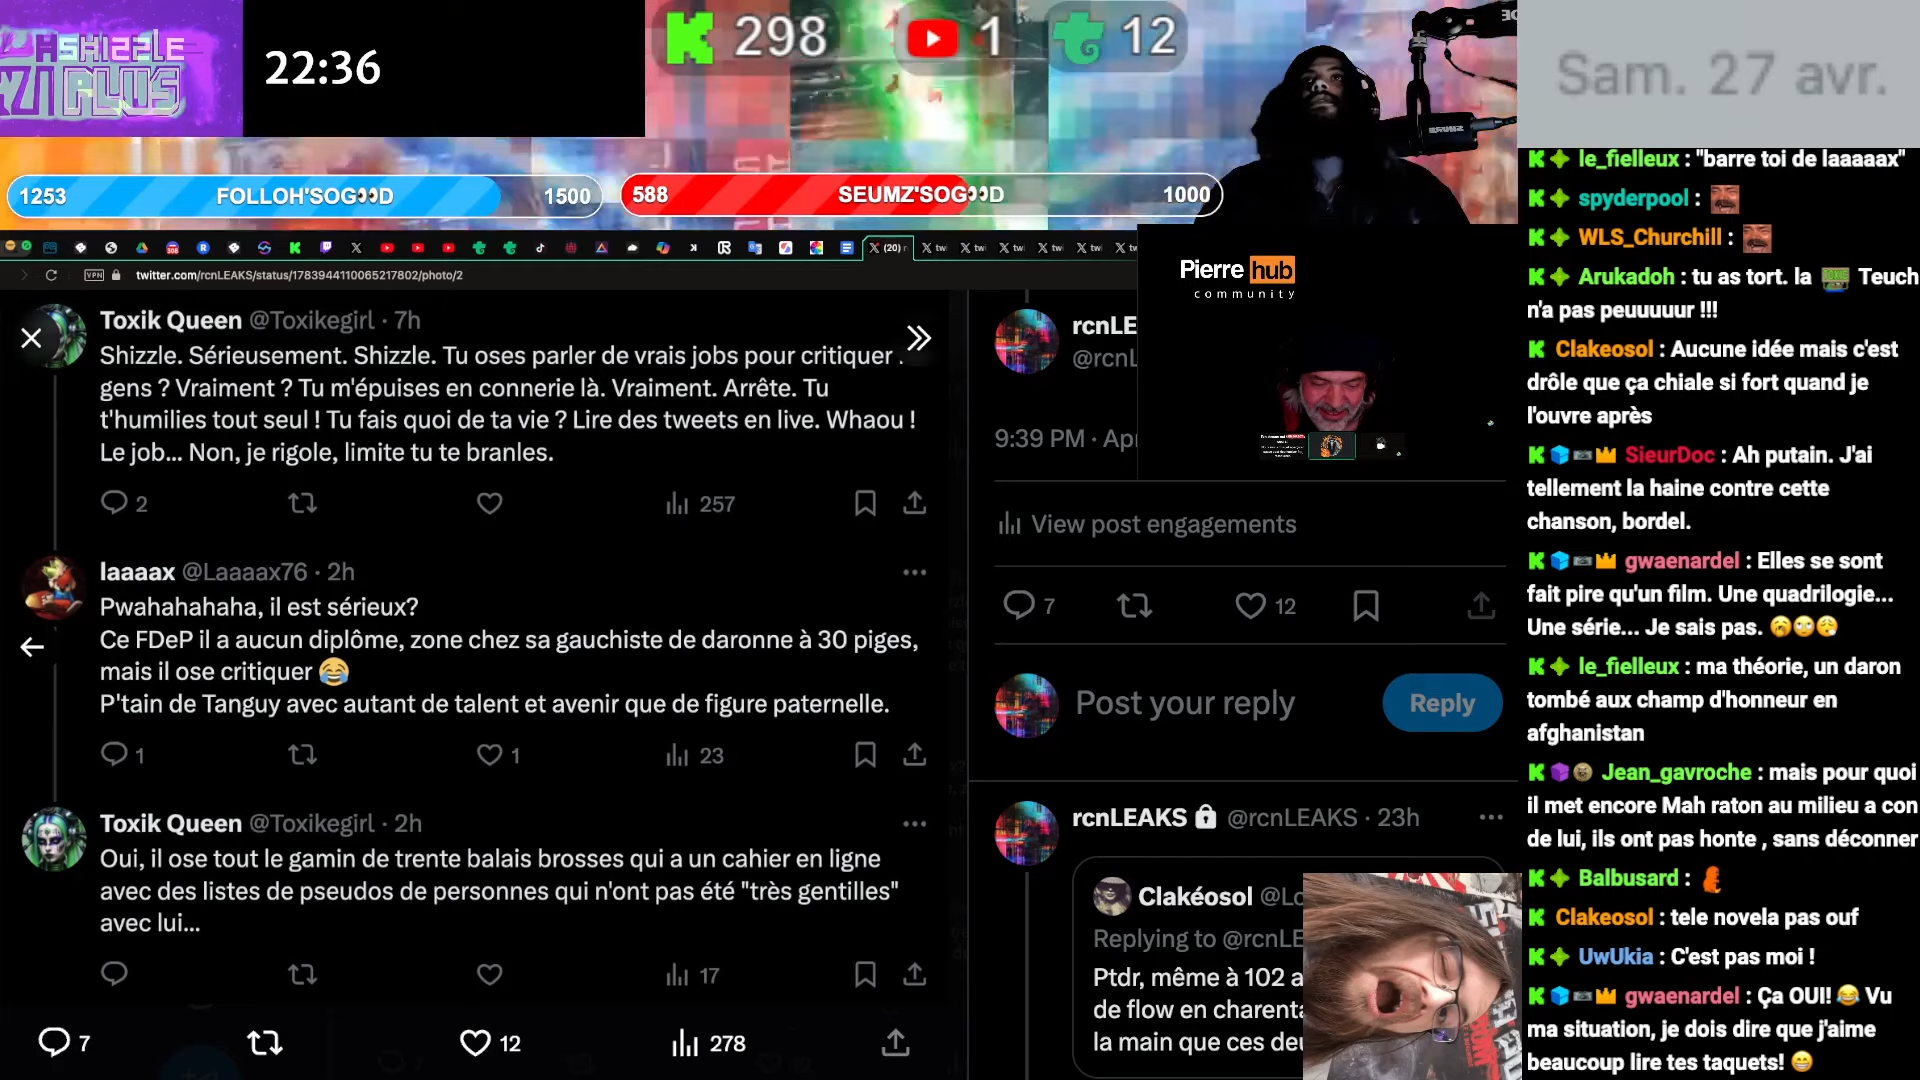 HSHIZZLE
PLUS
22:36
298
1
12
Sam. 27 avr.
1253 FOLLOH'SOG👀D 1500
588 SEUMZ'SOG👀D 1000
(20)
VPN
twitter.com/rcnLEAKS/status/1783944110065217802/photo/2
Toxik Queen @Toxikegirl · 7h
Shizzle. Sérieusement. Shizzle. Tu oses parler de vrais jobs pour critiquer
gens ? Vraiment ? Tu m'épuises en connerie là. Vraiment. Arrête. Tu
t'humilies tout seul ! Tu fais quoi de ta vie ? Lire des tweets en live. Whaou !
Le job... Non, je rigole, limite tu te branles.
2
257
laaaax @Laaaax76 · 2h
Pwahahahaha, il est sérieux?
Ce FDeP il a aucun diplôme, zone chez sa gauchiste de daronne à 30 piges,
mais il ose critiquer 😂
P'tain de Tanguy avec autant de talent et avenir que de figure paternelle.
1
1
23
Toxik Queen @Toxikegirl · 2h
Oui, il ose tout le gamin de trente balais brosses qui a un cahier en ligne
avec des listes de pseudos de personnes qui n'ont pas été "très gentilles"
avec lui...
17
7
12
278
Pierre hub
community
rcnLE
@rcnL
9:39 PM · Apr
View post engagements
7
12
Post your reply
Reply
rcnLEAKS @rcnLEAKS · 23h
Clakéosol @Lo
Replying to @rcnLE
Ptdr, même à 102 a
de flow en charenta
la main que ces deu
le_fielleux : "barre toi de laaaaax"
spyderpool :
WLS_Churchill :
Arukadoh : tu as tort. la Teuch
n'a pas peuuuuur !!!
Clakeosol : Aucune idée mais c'est
drôle que ça chiale si fort quand je
l'ouvre après
SieurDoc : Ah putain. J'ai
tellement la haine contre cette
chanson, bordel.
gwaenardel : Elles se sont
fait pire qu'un film. Une quadrilogie...
Une série... Je sais pas. 🥱🙄😮‍💨
le_fielleux : ma théorie, un daron
tombé aux champ d'honneur en
afghanistan
Jean_gavroche : mais pour quoi
il met encore Mah raton au milieu a con
de lui, ils ont pas honte , sans déconner
Balbusard :
Clakeosol : tele novela pas ouf
UwUkia : C'est pas moi !
gwaenardel : Ça OUI! 😂 Vu
ma situation, je dois dire que j'aime
beaucoup lire tes taquets! 😁